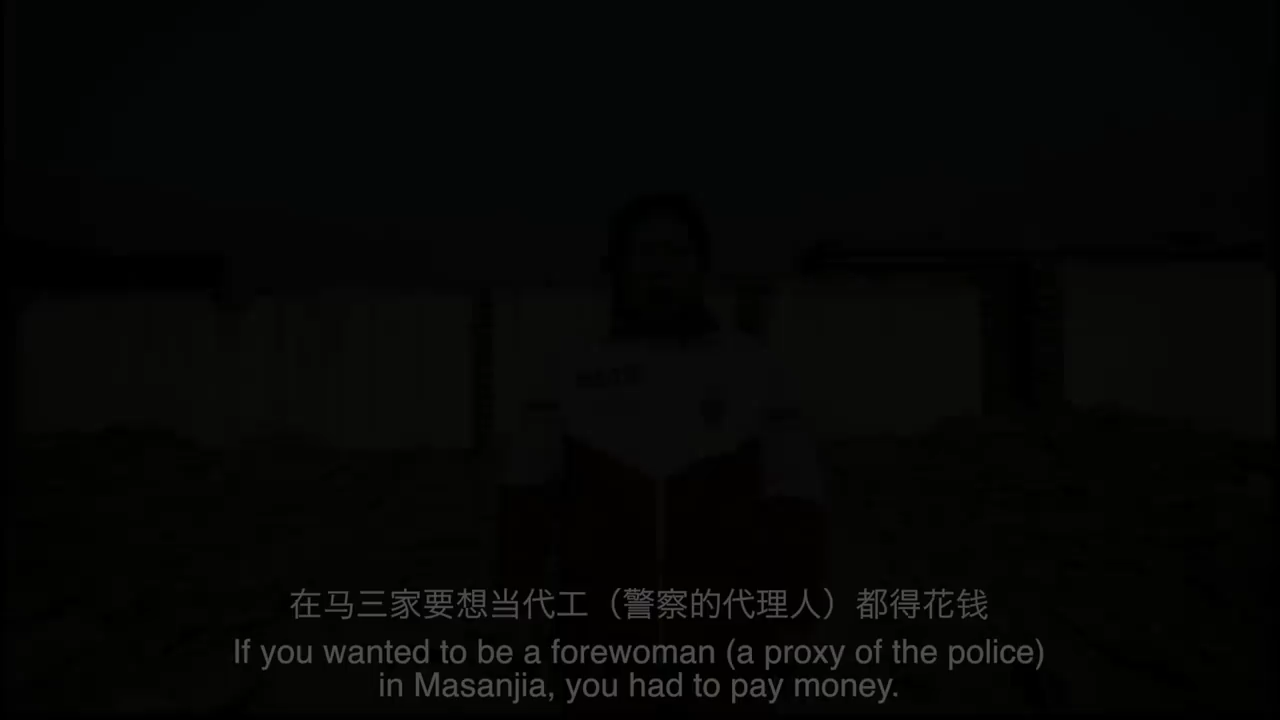 在马三家要想当代工（警察的代理人）都得花钱
If you wanted to be a forewoman (a proxy of the police)
in Masanjia, you had to pay money.